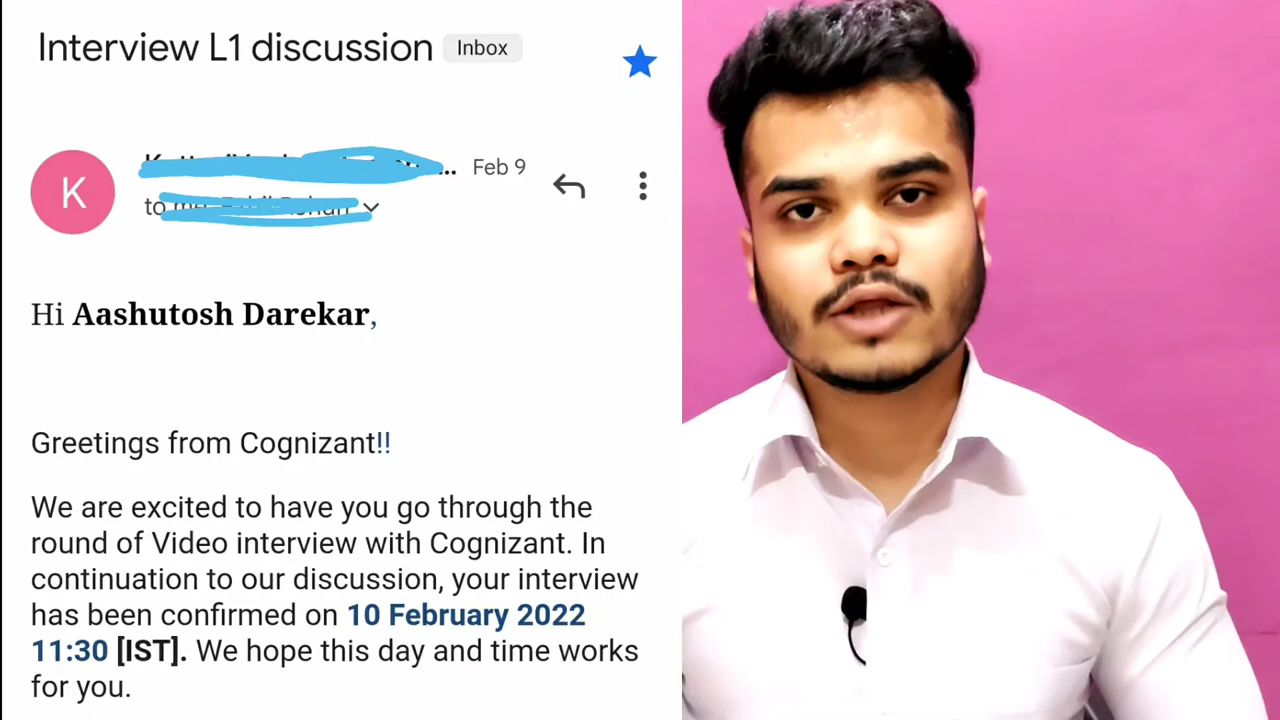 Interview L1 discussion Inbox
K
... Feb 9
to
Hi Aashutosh Darekar,
Greetings from Cognizant!!
We are excited to have you go through the
round of Video interview with Cognizant. In
continuation to our discussion, your interview
has been confirmed on 10 February 2022
11:30 [IST]. We hope this day and time works
for you.